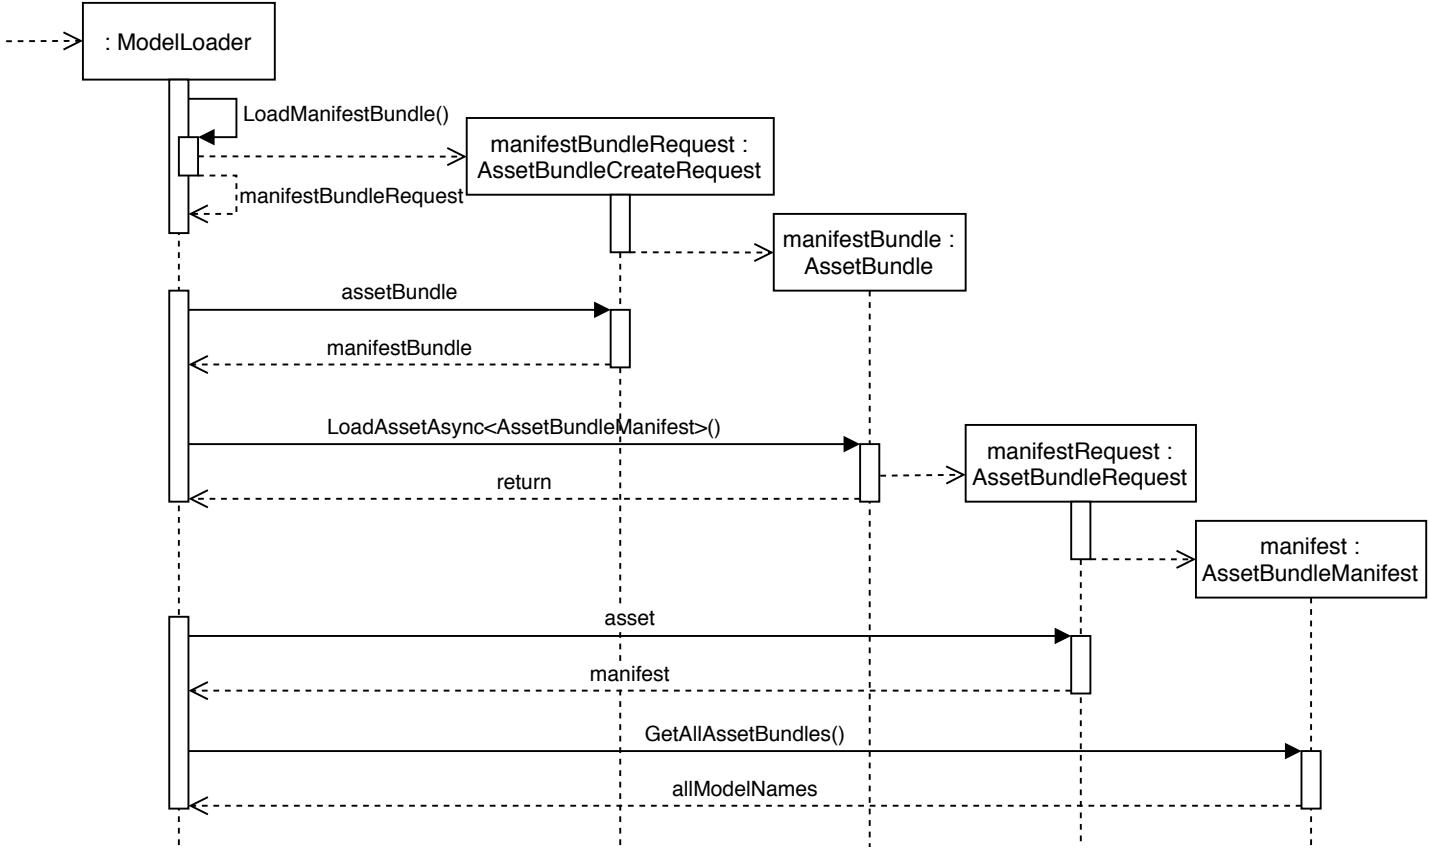 : ModelLoader
LoadManifestBundle()
manifestBundleRequest :
AssetBundleCreateRequest
manifestBundleRequest
manifestBundle :
AssetBundle
assetBundle
manifestBundle
LoadAssetAsync<AssetBundleManifest>()
manifestRequest :
AssetBundleRequest
return
manifest :
AssetBundleManifest
asset
manifest
GetAllAssetBundles()
allModelNames